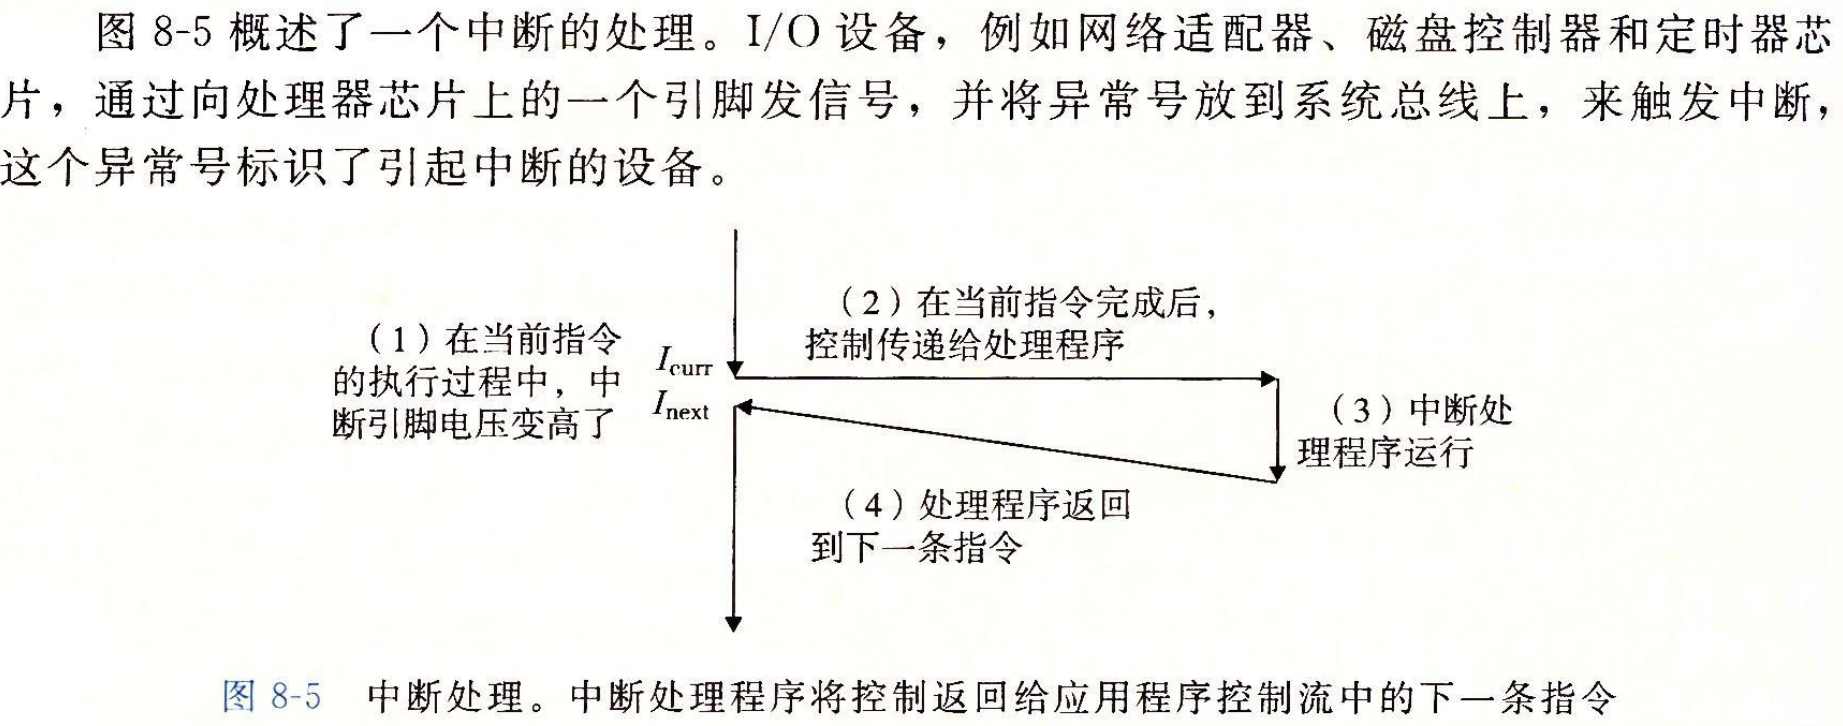 图 8-5 概述了一个中断的处理。I/O 设备，例如网络适配器、磁盘控制器和定时器芯
片，通过向处理器芯片上的一个引脚发信号，并将异常号放到系统总线上，来触发中断，
这个异常号标识了引起中断的设备。
（1）在当前指令
的执行过程中，中
断引脚电压变高了
Icurr
Inext
（2）在当前指令完成后，
控制传递给处理程序
（3）中断处
理程序运行
（4）处理程序返回
到下一条指令
图 8-5 中断处理。中断处理程序将控制返回给应用程序控制流中的下一条指令